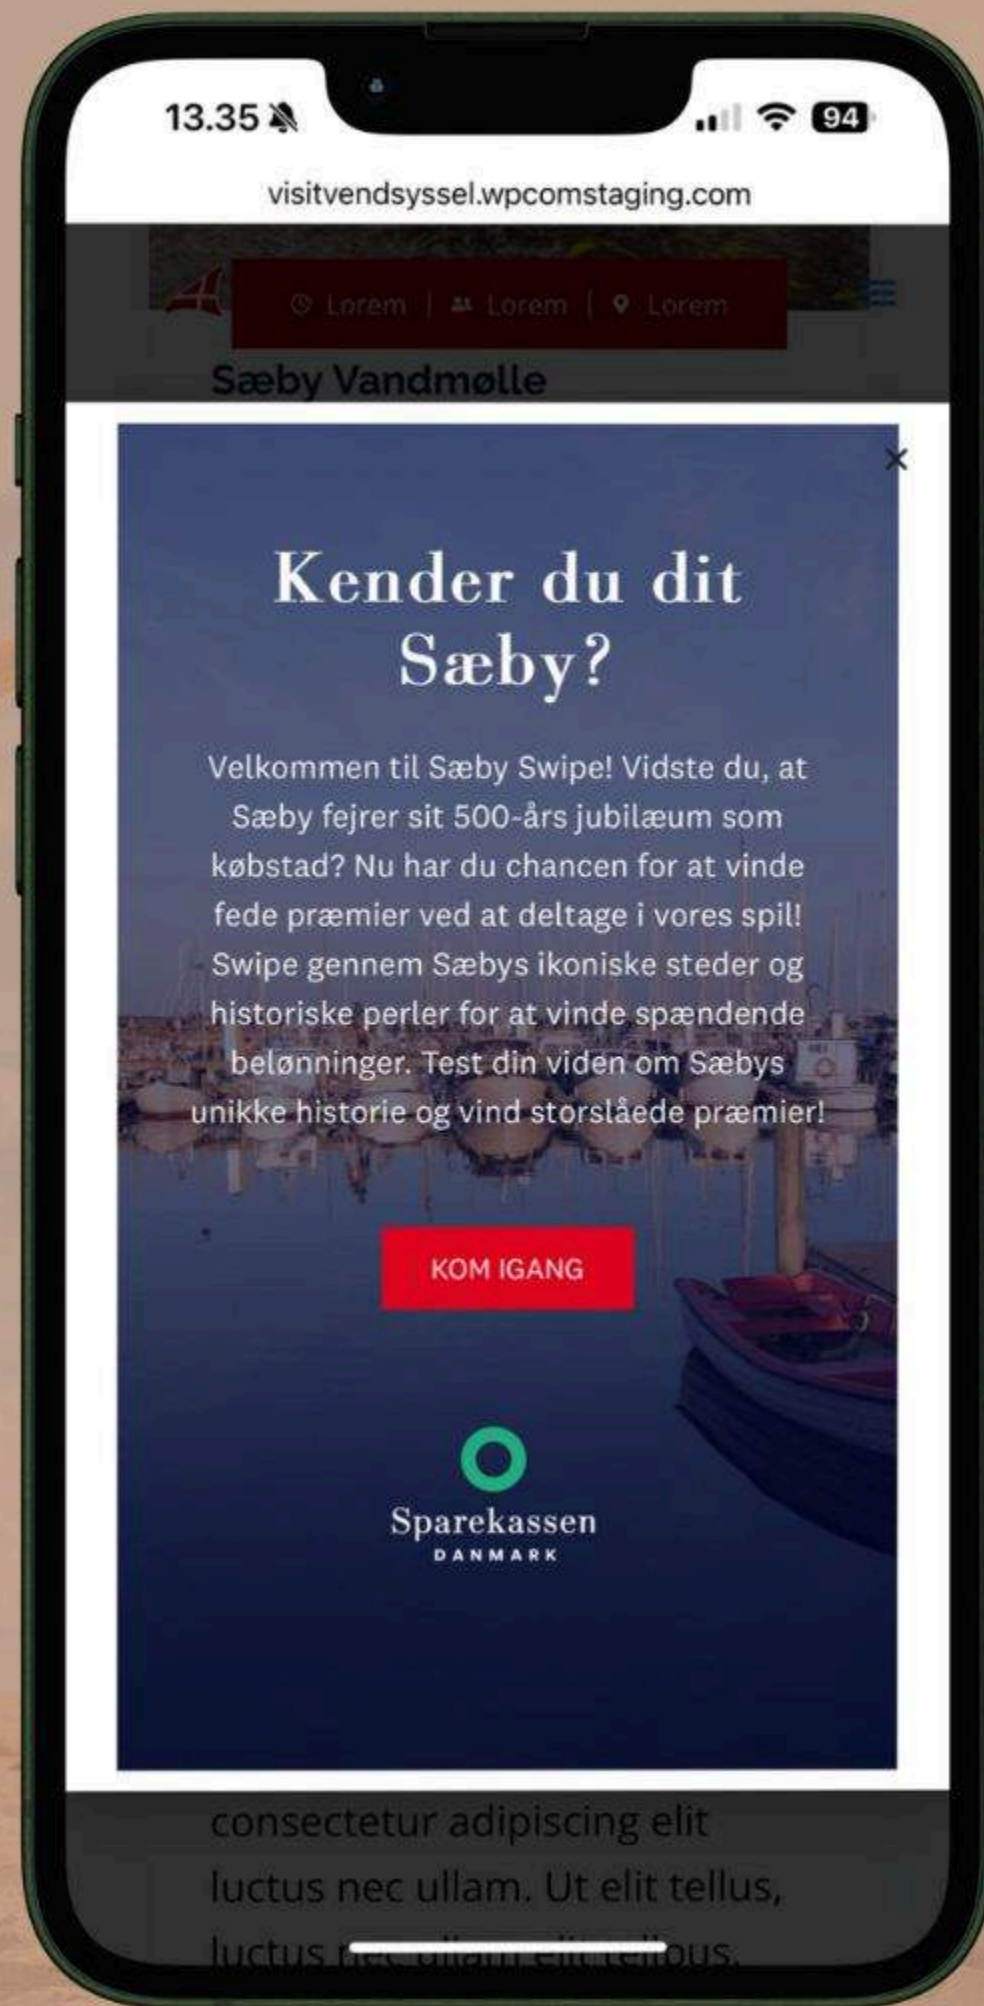 13.35
94
visitvendsyssel.wpcomstaging.com
Lorem | Lorem | Lorem
Sæby Vandmølle
Kender du dit
Sæby?
Velkommen til Sæby Swipe! Vidste du, at
Sæby fejrer sit 500-års jubilæum som
købstad? Nu har du chancen for at vinde
fede præmier ved at deltage i vores spil!
Swipe gennem Sæbys ikoniske steder og
historiske perler for at vinde spændende
belønninger. Test din viden om Sæbys
unikke historie og vind storslåede præmier!
KOM IGANG
Sparekassen
DANMARK
consectetur adipiscing elit
luctus nec ullam. Ut elit tellus,
luctus nec ullam elit